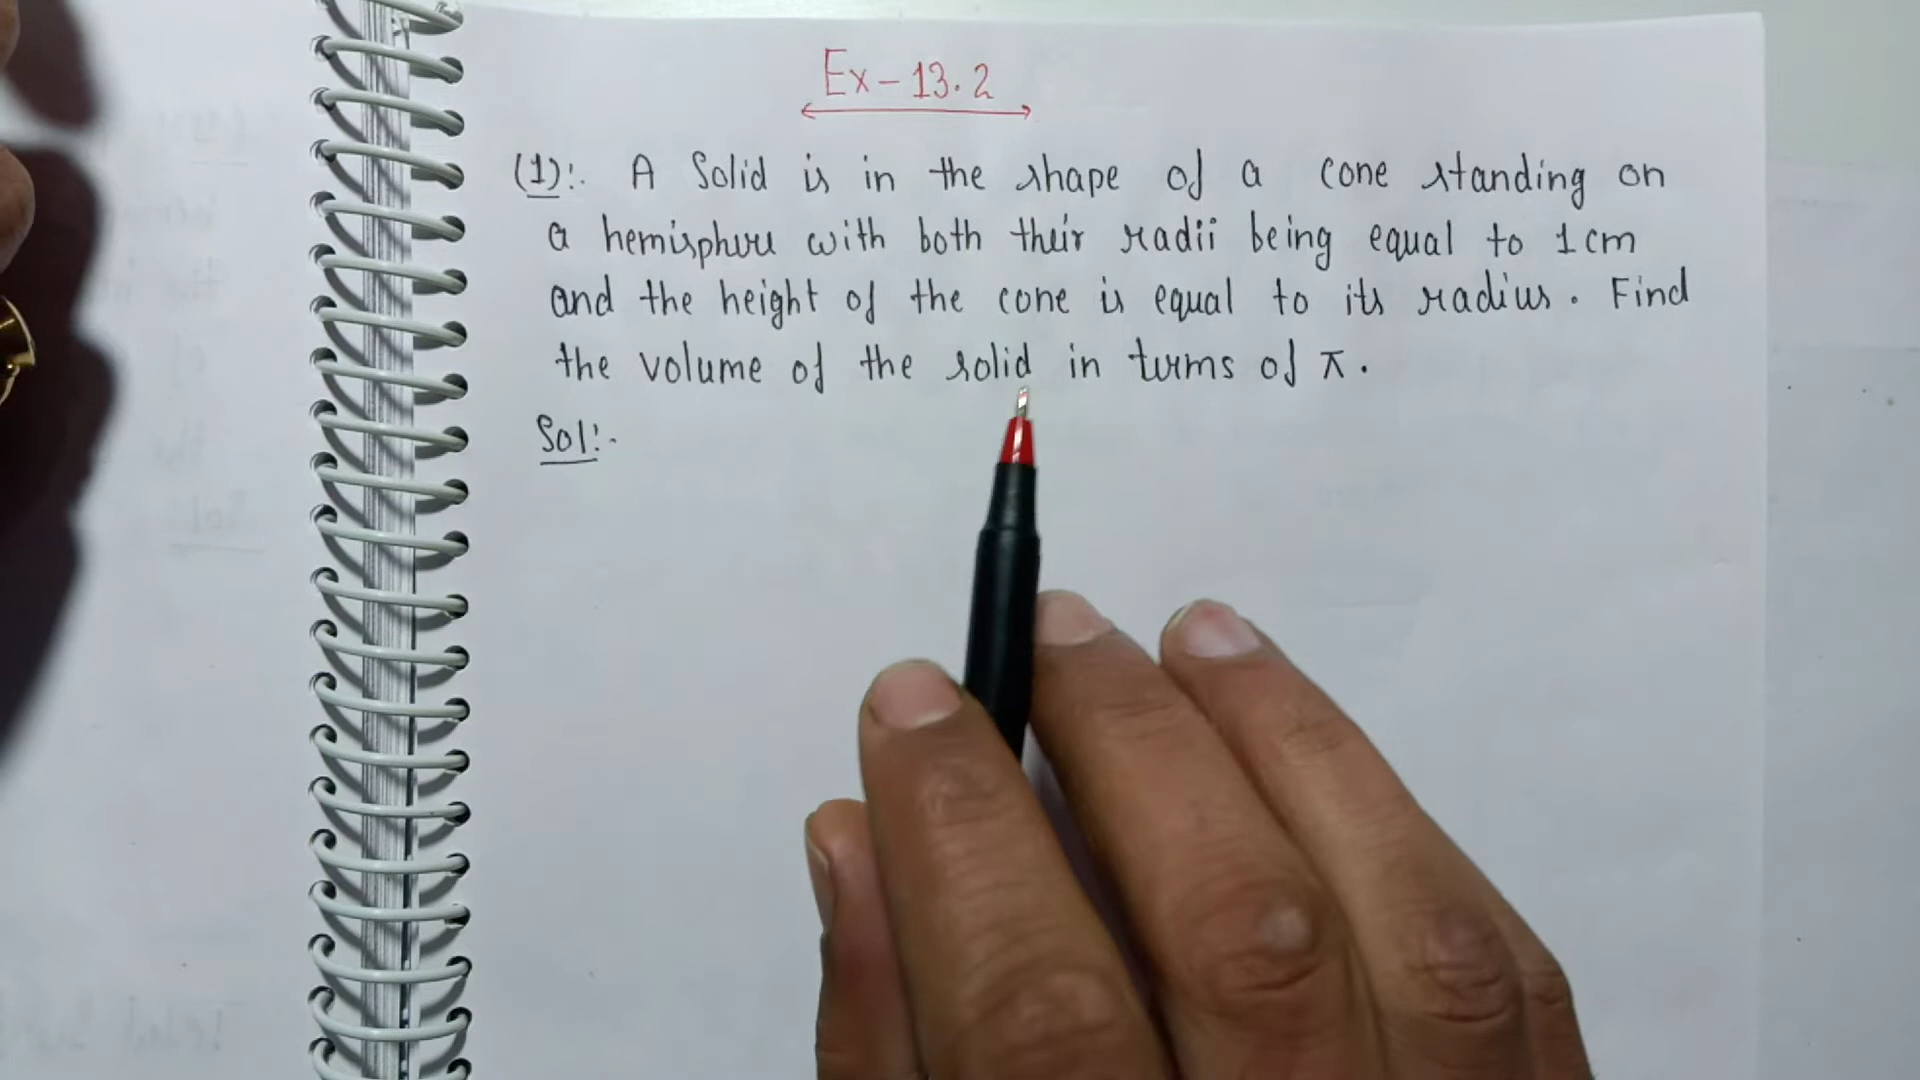 Ex-13.2
(1):. A Solid is in the shape of a cone standing on
a hemisphere with both their radii being equal to 1cm
and the height of the cone is equal to its radius. Find
the volume of the solid in terms of π.
Sol:.